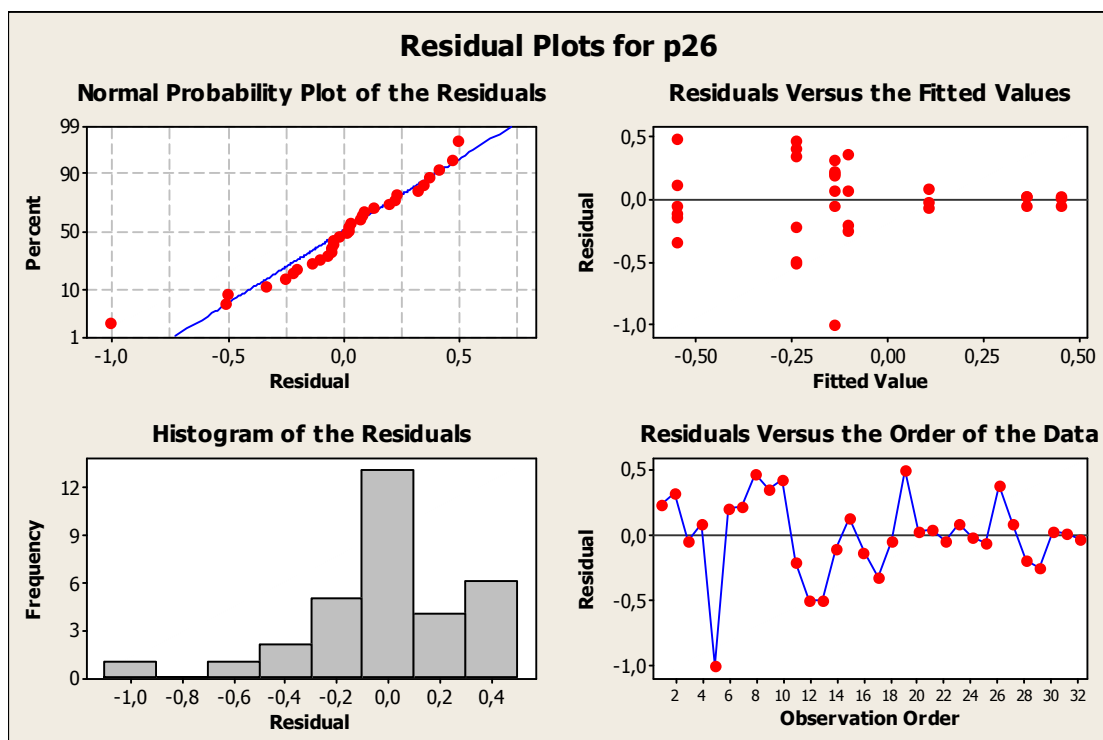 Residual Plots for p26
Normal Probability Plot of the Residuals
99
90
50
10
1
Percent
-1,0 -0,5 0,0 0,5
Residual
Residuals Versus the Fitted Values
0,5
0,0
-0,5
-1,0
Residual
-0,50 -0,25 0,00 0,25 0,50
Fitted Value
Histogram of the Residuals
12
9
6
3
0
Frequency
-1,0 -0,8 -0,6 -0,4 -0,2 0,0 0,2 0,4
Residual
Residuals Versus the Order of the Data
0,5
0,0
-0,5
-1,0
Residual
2 4 6 8 10 12 14 16 18 20 22 24 26 28 30 32
Observation Order